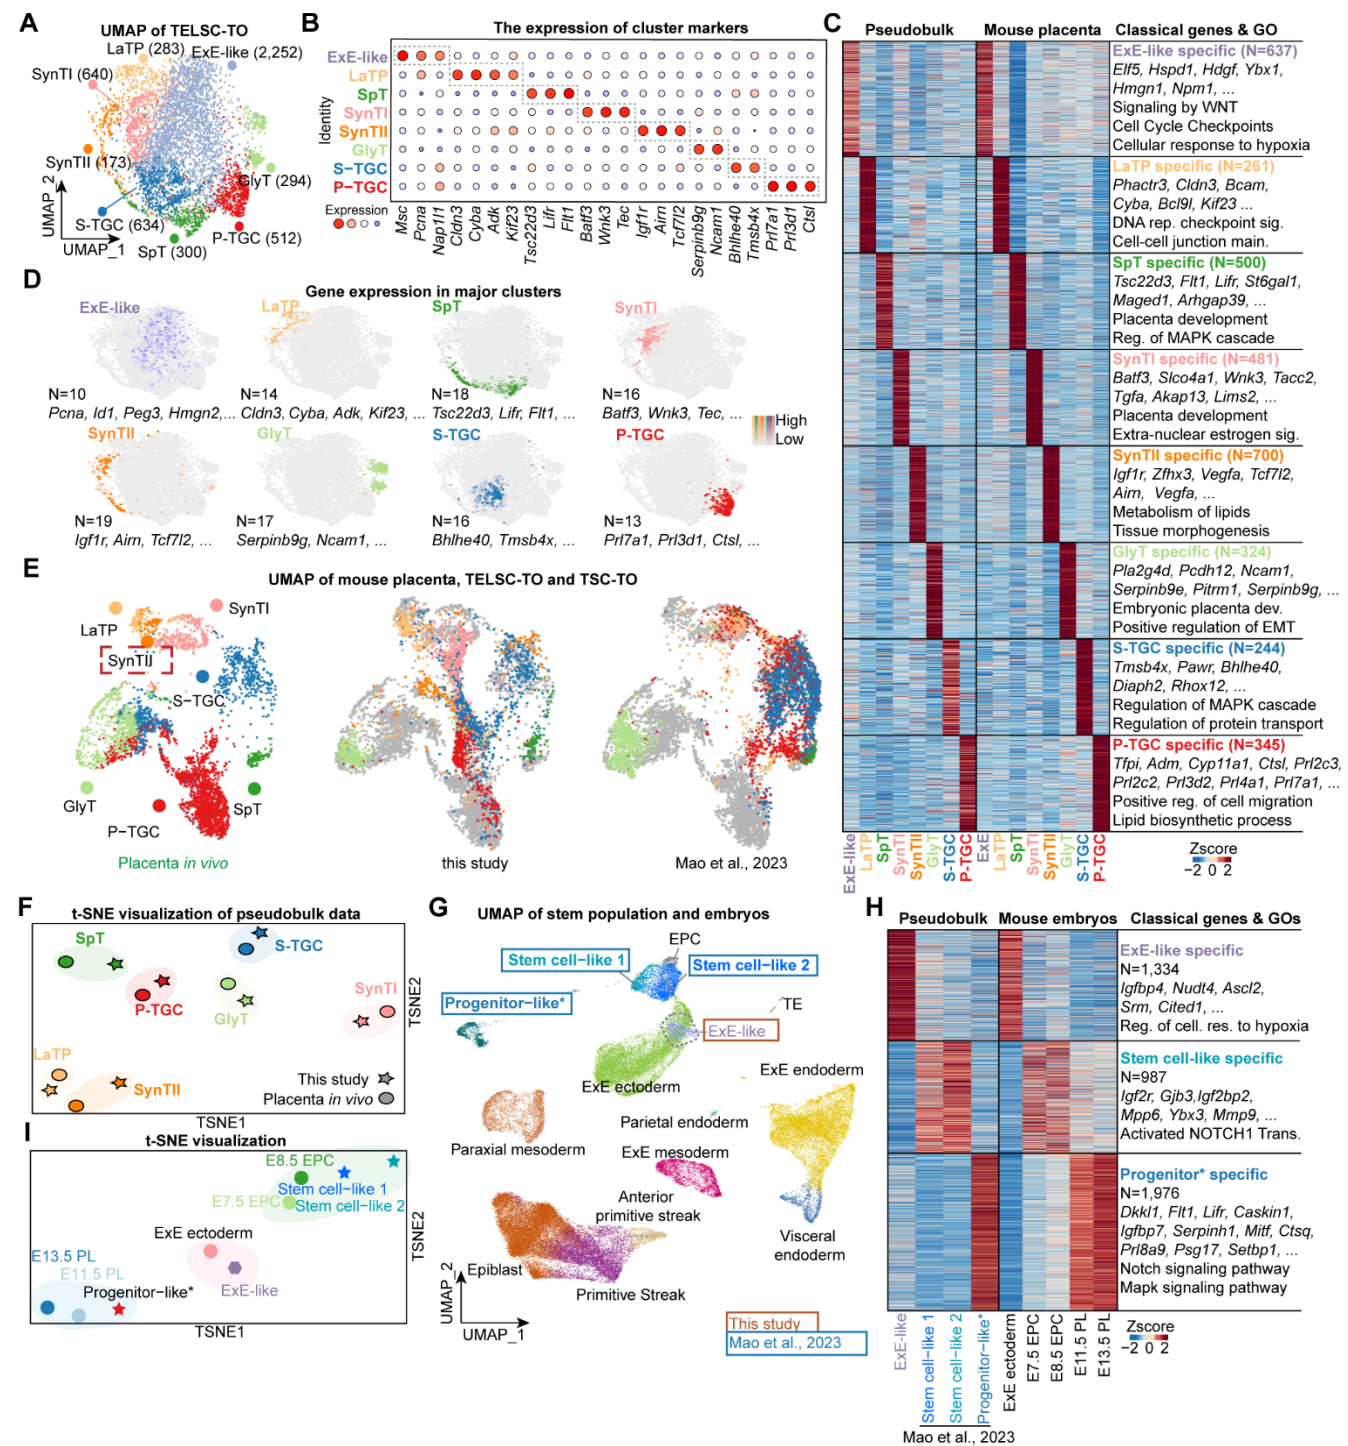 A
UMAP of TELSC-TO
LaTP (283)
ExE-like (2,252)
SynTI (640)
SynTII (173)
GlyT (294)
S-TGC (634)
P-TGC (512)
SpT (300)
UMAP_2
UMAP_1
B
The expression of cluster markers
Identity
ExE-like
LaTP
SpT
SynTI
SynTII
GlyT
S-TGC
P-TGC
Expression
Msc
Pcna
Nap1l1
Cldn3
Cyba
Adk
Kif23
Tsc22d3
Lifr
Flt1
Batf3
Wnk3
Tec
Igf1r
Airn
Tcf7l2
Serpinb9g
Ncam1
Bhlhe40
Tmsb4x
Prl7a1
Prl3d1
Ctsl
C
Pseudobulk
Mouse placenta
Classical genes & GO
ExE-like specific (N=637)
Elf5, Hspd1, Hdgf, Ybx1,
Hmgn1, Npm1, ...
Signaling by WNT
Cell Cycle Checkpoints
Cellular response to hypoxia
LaTP specific (N=261)
Phactr3, Cldn3, Bcam,
Cyba, Bcl9l, Kif23 ...
DNA rep. checkpoint sig.
Cell-cell junction main.
SpT specific (N=500)
Tsc22d3, Flt1, Lifr, St6gal1,
Maged1, Arhgap39, ...
Placenta development
Reg. of MAPK cascade
SynTI specific (N=481)
Batf3, Slco4a1, Wnk3, Tacc2,
Tgfa, Akap13, Lims2, ...
Placenta development
Extra-nuclear estrogen sig.
SynTII specific (N=700)
Igf1r, Zfhx3, Vegfa, Tcf7l2,
Airn, Vegfa, ...
Metabolism of lipids
Tissue morphogenesis
GlyT specific (N=324)
Pla2g4d, Pcdh12, Ncam1,
Serpinb9e, Pitrm1, Serpinb9g, ...
Embryonic placenta dev.
Positive regulation of EMT
S-TGC specific (N=244)
Tmsb4x, Pawr, Bhlhe40,
Diaph2, Rhox12, ...
Regulation of MAPK cascade
Regulation of protein transport
P-TGC specific (N=345)
Tfpi, Adm, Cyp11a1, Ctsl, Prl2c3,
Prl2c2, Prl3d2, Prl4a1, Prl7a1, ...
Positive reg. of cell migration
Lipid biosynthetic process
ExE-like
LaTP
SpT
SynTI
SynTII
GlyT
S-TGC
P-TGC
ExE
LaTP
SpT
SynTI
SynTII
GlyT
S-TGC
P-TGC
Zscore
−2 0 2
D
Gene expression in major clusters
ExE-like
N=10
Pcna, Id1, Peg3, Hmgn2,...
LaTP
N=14
Cldn3, Cyba, Adk, Kif23, ...
SpT
N=18
Tsc22d3, Lifr, Flt1, ...
SynTI
N=16
Batf3, Wnk3, Tec, ...
High
Low
SynTII
N=19
Igf1r, Airn, Tcf7l2, ...
GlyT
N=17
Serpinb9g, Ncam1, ...
S-TGC
N=16
Bhlhe40, Tmsb4x, ...
P-TGC
N=13
Prl7a1, Prl3d1, Ctsl, ...
E
UMAP of mouse placenta, TELSC-TO and TSC-TO
LaTP
SynTI
SynTII
S−TGC
GlyT
P−TGC
SpT
Placenta in vivo
this study
Mao et al., 2023
F
t-SNE visualization of pseudobulk data
SpT
S-TGC
P-TGC
GlyT
SynTI
LaTP
SynTII
This study
Placenta in vivo
TSNE1
TSNE2
G
UMAP of stem population and embryos
EPC
Stem cell−like 1
Stem cell−like 2
Progenitor−like*
TE
ExE−like
ExE ectoderm
ExE endoderm
Parietal endoderm
Paraxial mesoderm
ExE mesoderm
Anterior
primitive streak
Visceral
endoderm
Epiblast
Primitive Streak
UMAP_2
UMAP_1
This study
Mao et al., 2023
H
Pseudobulk
Mouse embryos
Classical genes & GOs
ExE-like specific
N=1,334
Igfbp4, Nudt4, Ascl2,
Srm, Cited1, ...
Reg. of cell. res. to hypoxia
Stem cell-like specific
N=987
Igf2r, Gjb3,Igf2bp2,
Mpp6, Ybx3, Mmp9, ...
Activated NOTCH1 Trans.
Progenitor* specific
N=1,976
Dkkl1, Flt1, Lifr, Caskin1,
Igfbp7, Serpinh1, Mitf, Ctsq,
Prl8a9, Psg17, Setbp1, ...
Notch signaling pathway
Mapk signaling pathway
ExE−like
Stem cell−like 1
Stem cell−like 2
Progenitor−like*
ExE ectoderm
E7.5 EPC
E8.5 EPC
E11.5 PL
E13.5 PL
Mao et al., 2023
Zscore
−2 0 2
I
t-SNE visualization
E8.5 EPC
Stem cell-like 1
E7.5 EPC
Stem cell-like 2
ExE ectoderm
ExE-like
E13.5 PL
E11.5 PL
Progenitor-like*
TSNE1
TSNE2